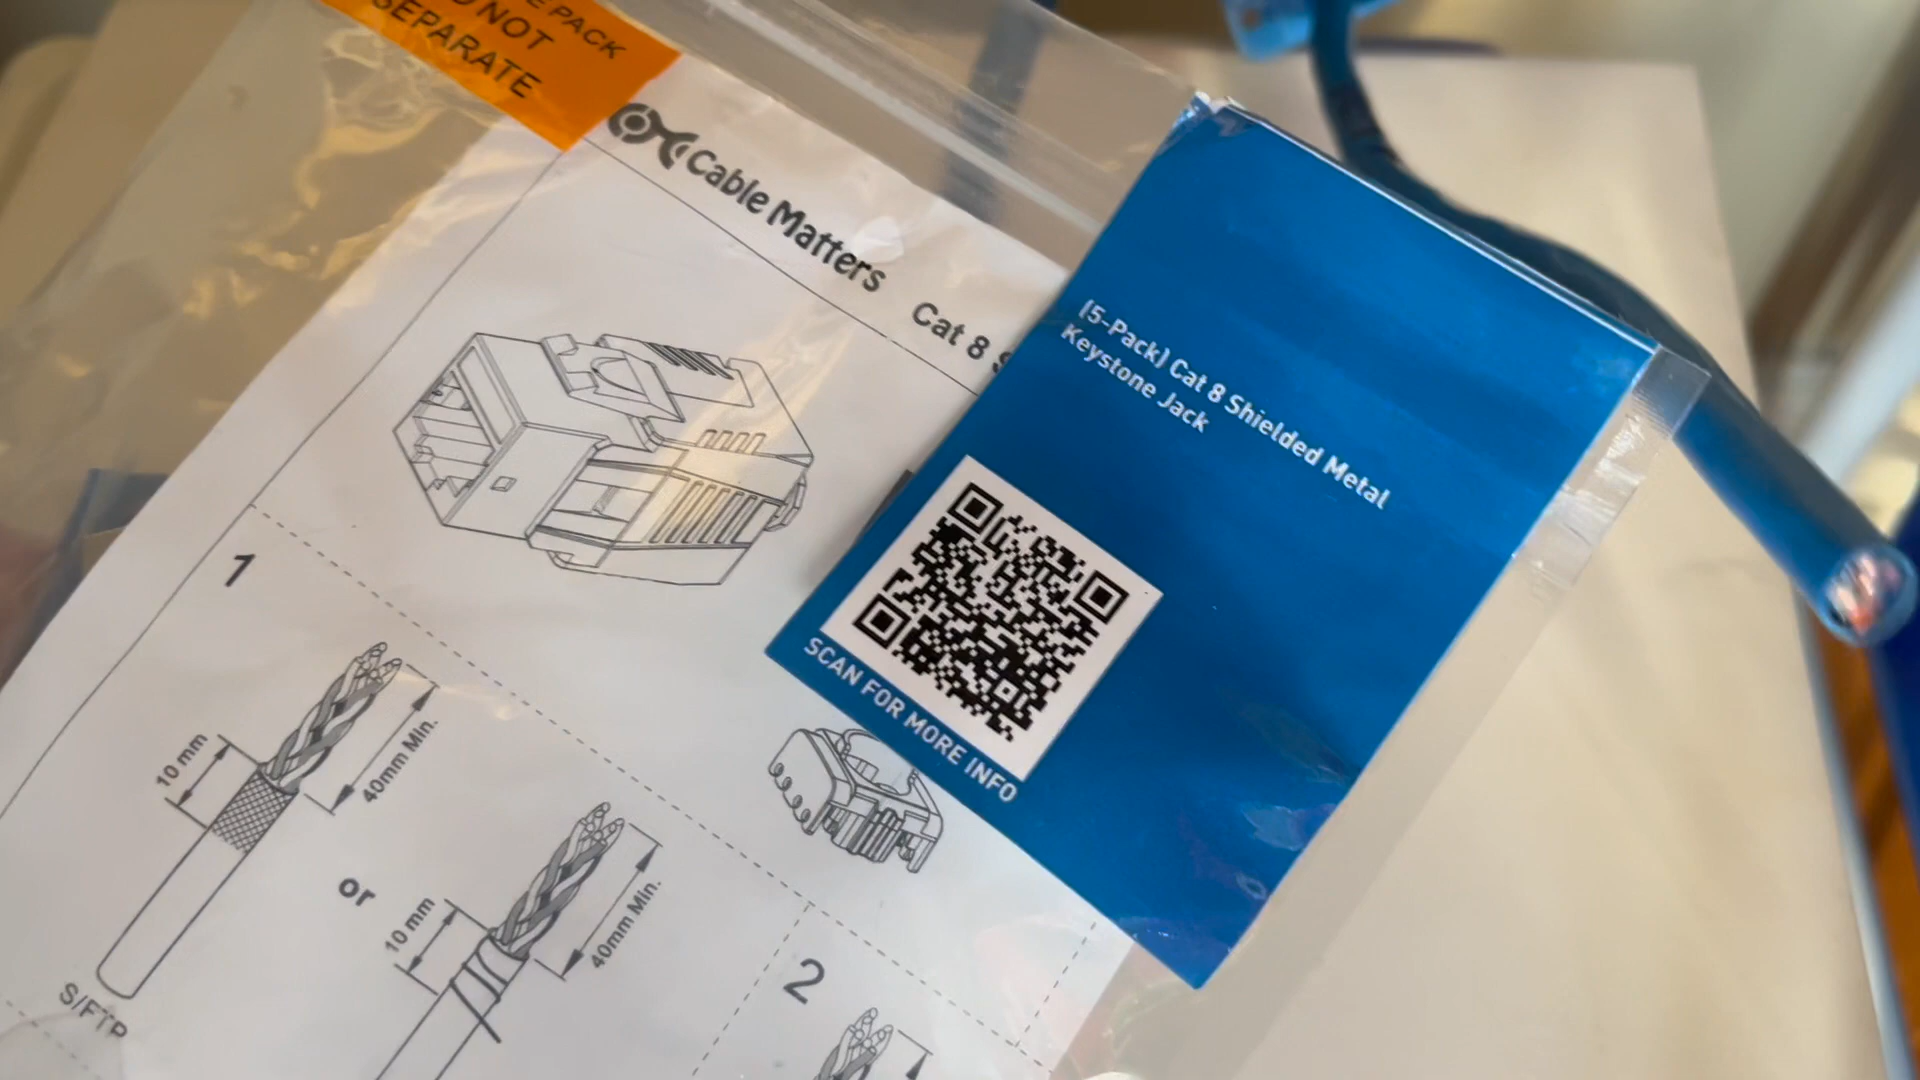 E PACK
NOT
SEPARATE
Cable Matters
Cat 8
(5-Pack) Cat 8 Shielded Metal
Keystone Jack
SCAN FOR MORE INFO
1
10 mm
40mm Min.
or
10 mm
40mm Min.
S/FTP
2